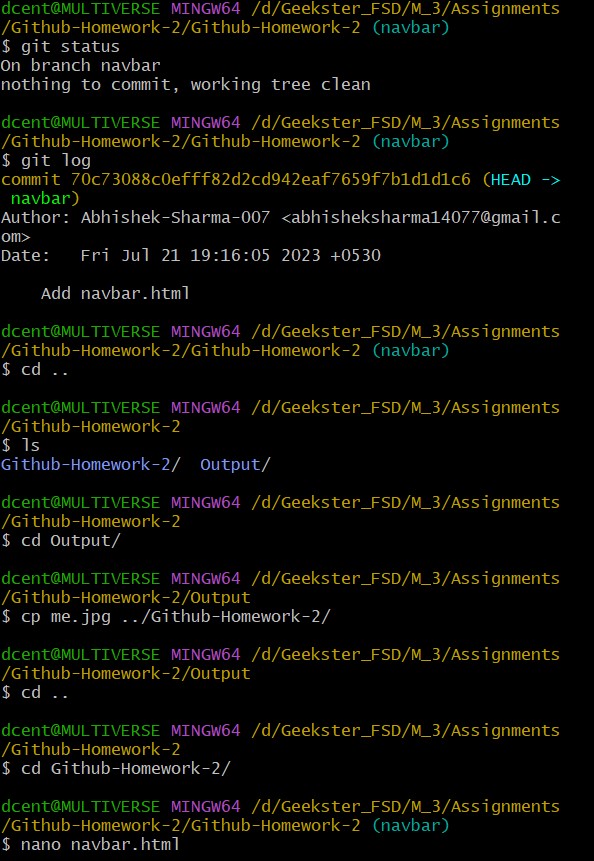 dcent@MULTIVERSE MINGW64 /d/Geekster_FSD/M_3/Assignments
/Github-Homework-2/Github-Homework-2 (navbar)
$ git status
On branch navbar
nothing to commit, working tree clean
dcent@MULTIVERSE MINGW64 /d/Geekster_FSD/M_3/Assignments
/Github-Homework-2/Github-Homework-2 (navbar)
$ git log
commit 70c73088c0efff82d2cd942eaf7659f7b1d1d1c6 (HEAD ->
navbar)
Author: Abhishek-Sharma-007 <abhisheksharma14077@gmail.c
om>
Date:   Fri Jul 21 19:16:05 2023 +0530
Add navbar.html
dcent@MULTIVERSE MINGW64 /d/Geekster_FSD/M_3/Assignments
/Github-Homework-2/Github-Homework-2 (navbar)
$ cd ..
dcent@MULTIVERSE MINGW64 /d/Geekster_FSD/M_3/Assignments
/Github-Homework-2
$ ls
Github-Homework-2/  Output/
dcent@MULTIVERSE MINGW64 /d/Geekster_FSD/M_3/Assignments
/Github-Homework-2
$ cd Output/
dcent@MULTIVERSE MINGW64 /d/Geekster_FSD/M_3/Assignments
/Github-Homework-2/Output
$ cp me.jpg ../Github-Homework-2/
dcent@MULTIVERSE MINGW64 /d/Geekster_FSD/M_3/Assignments
/Github-Homework-2/Output
$ cd ..
dcent@MULTIVERSE MINGW64 /d/Geekster_FSD/M_3/Assignments
/Github-Homework-2
$ cd Github-Homework-2/
dcent@MULTIVERSE MINGW64 /d/Geekster_FSD/M_3/Assignments
/Github-Homework-2/Github-Homework-2 (navbar)
$ nano navbar.html